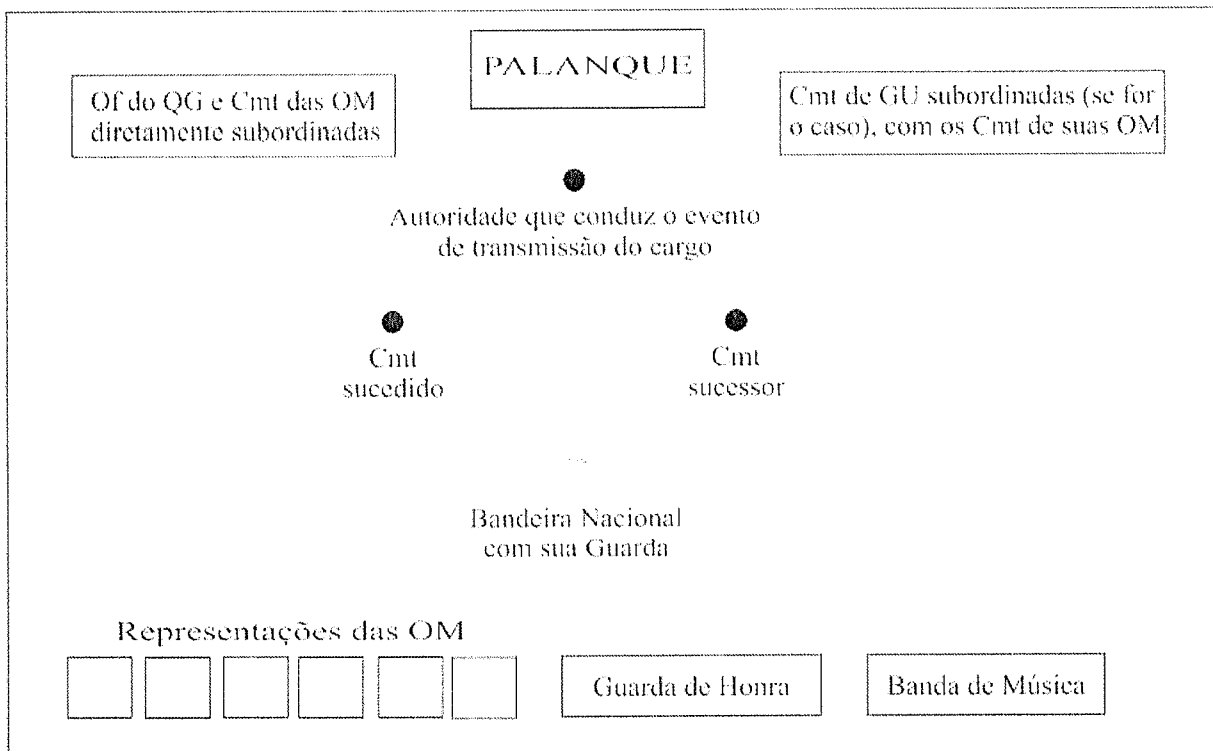 PALANQUE
Of do QG e Cmt das OM
diretamente subordinadas
Cmt de GU subordinadas (se for
o caso), com os Cmt de suas OM
Autoridade que conduz o evento
de transmissão do cargo
Cmt
sucedido
Cmt
sucessor
Bandeira Nacional
com sua Guarda
Representações das OM
Guarda de Honra
Banda de Música